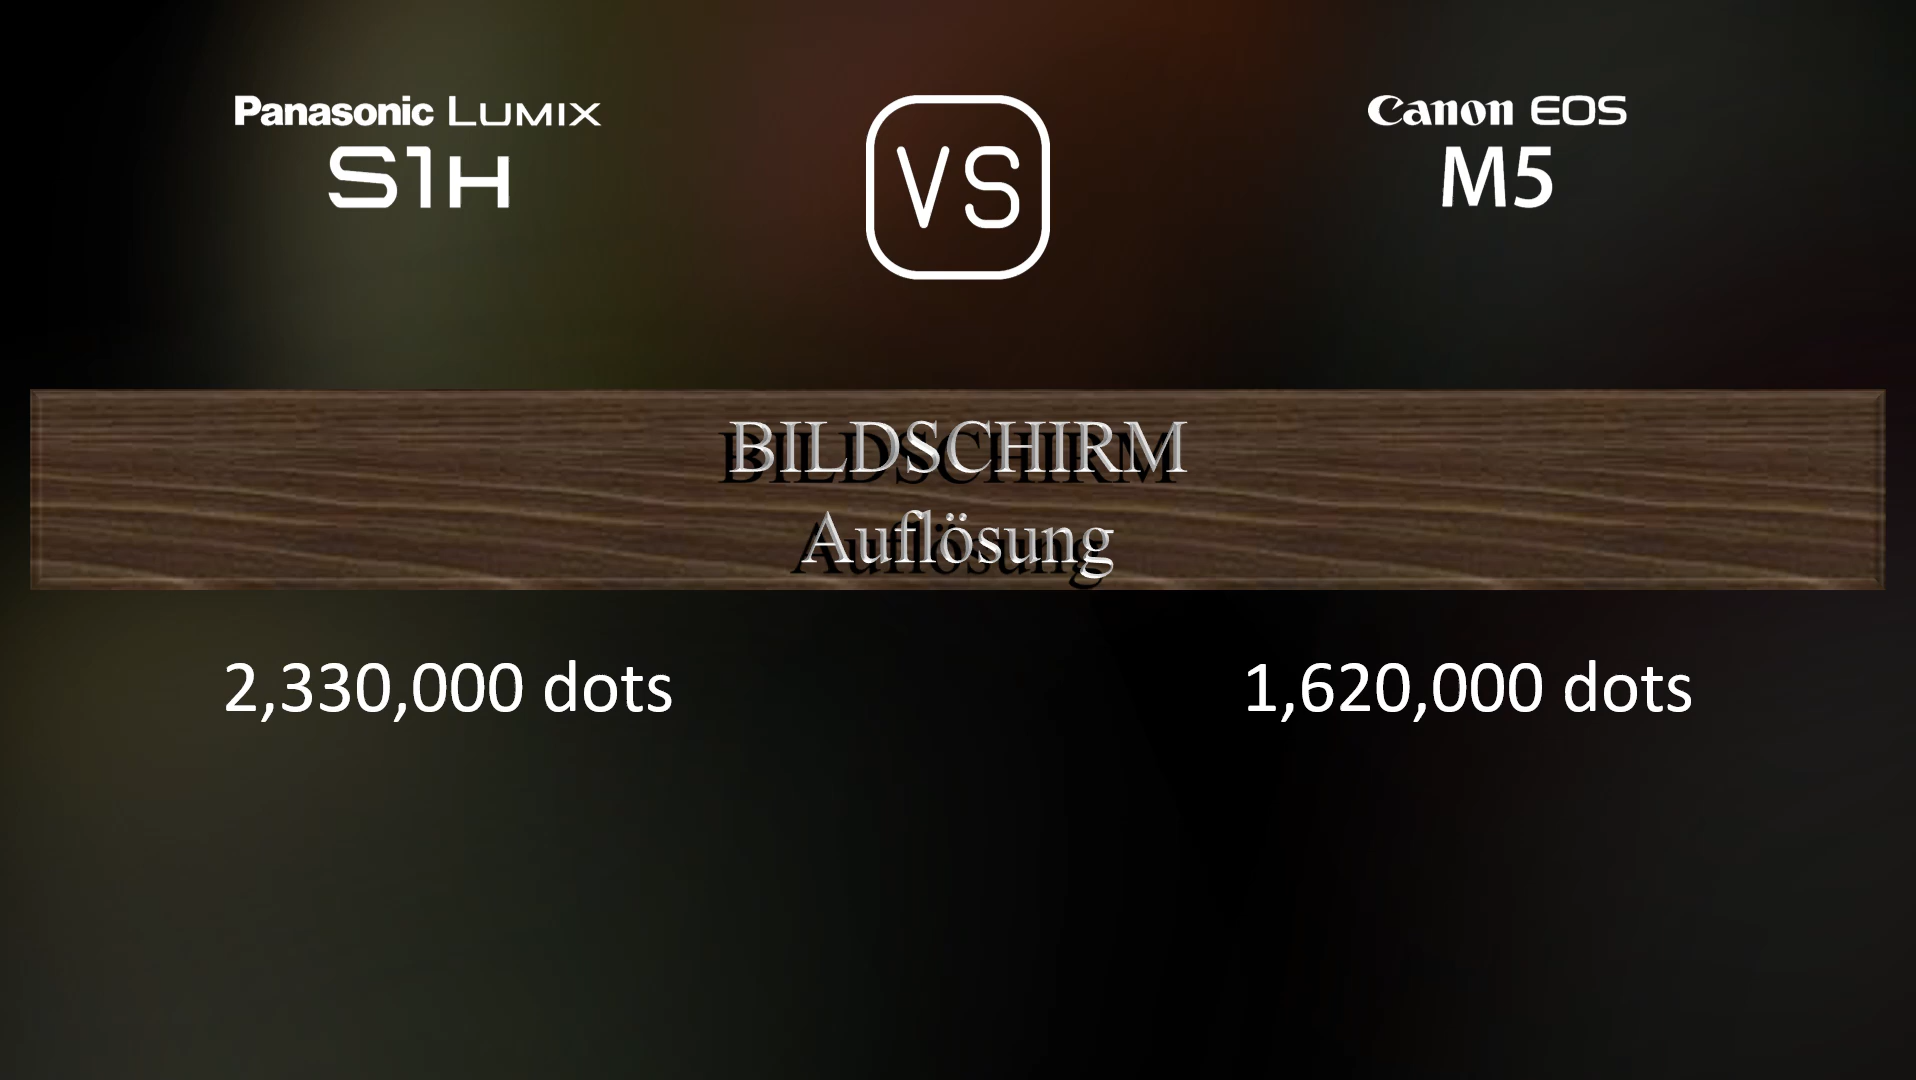 Panasonic LUMIX
S1H
VS
Canon EOS
M5
BILDSCHIRM
Auflösung
2,330,000 dots
1,620,000 dots